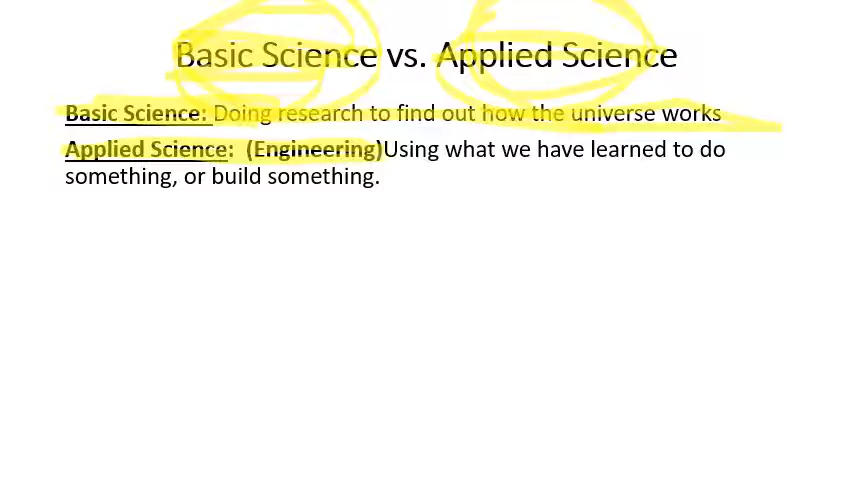 Basic Science vs. Applied Science
Basic Science: Doing research to find out how the universe works
Applied Science:  (Engineering)Using what we have learned to do
something, or build something.